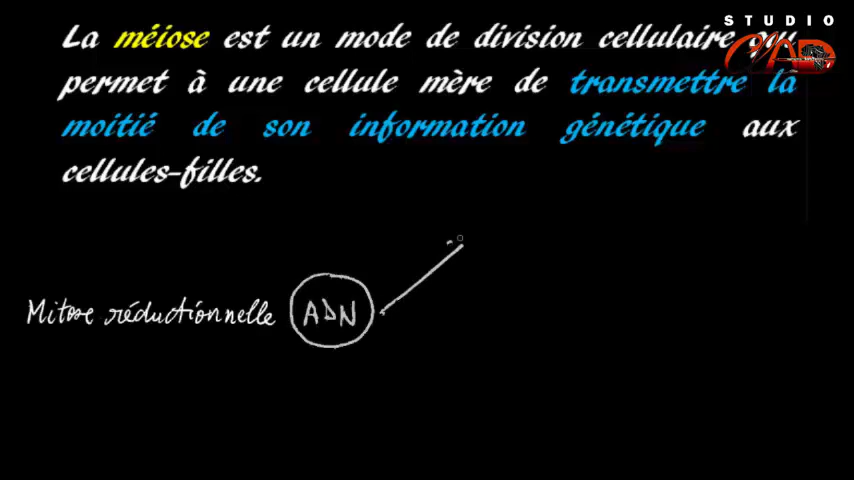 STUDIO
La méiose est un mode de division cellulaire qui
permet à une cellule mère de transmettre la
moitié de son information génétique aux
cellules-filles.
Mitose réductionnelle ADN